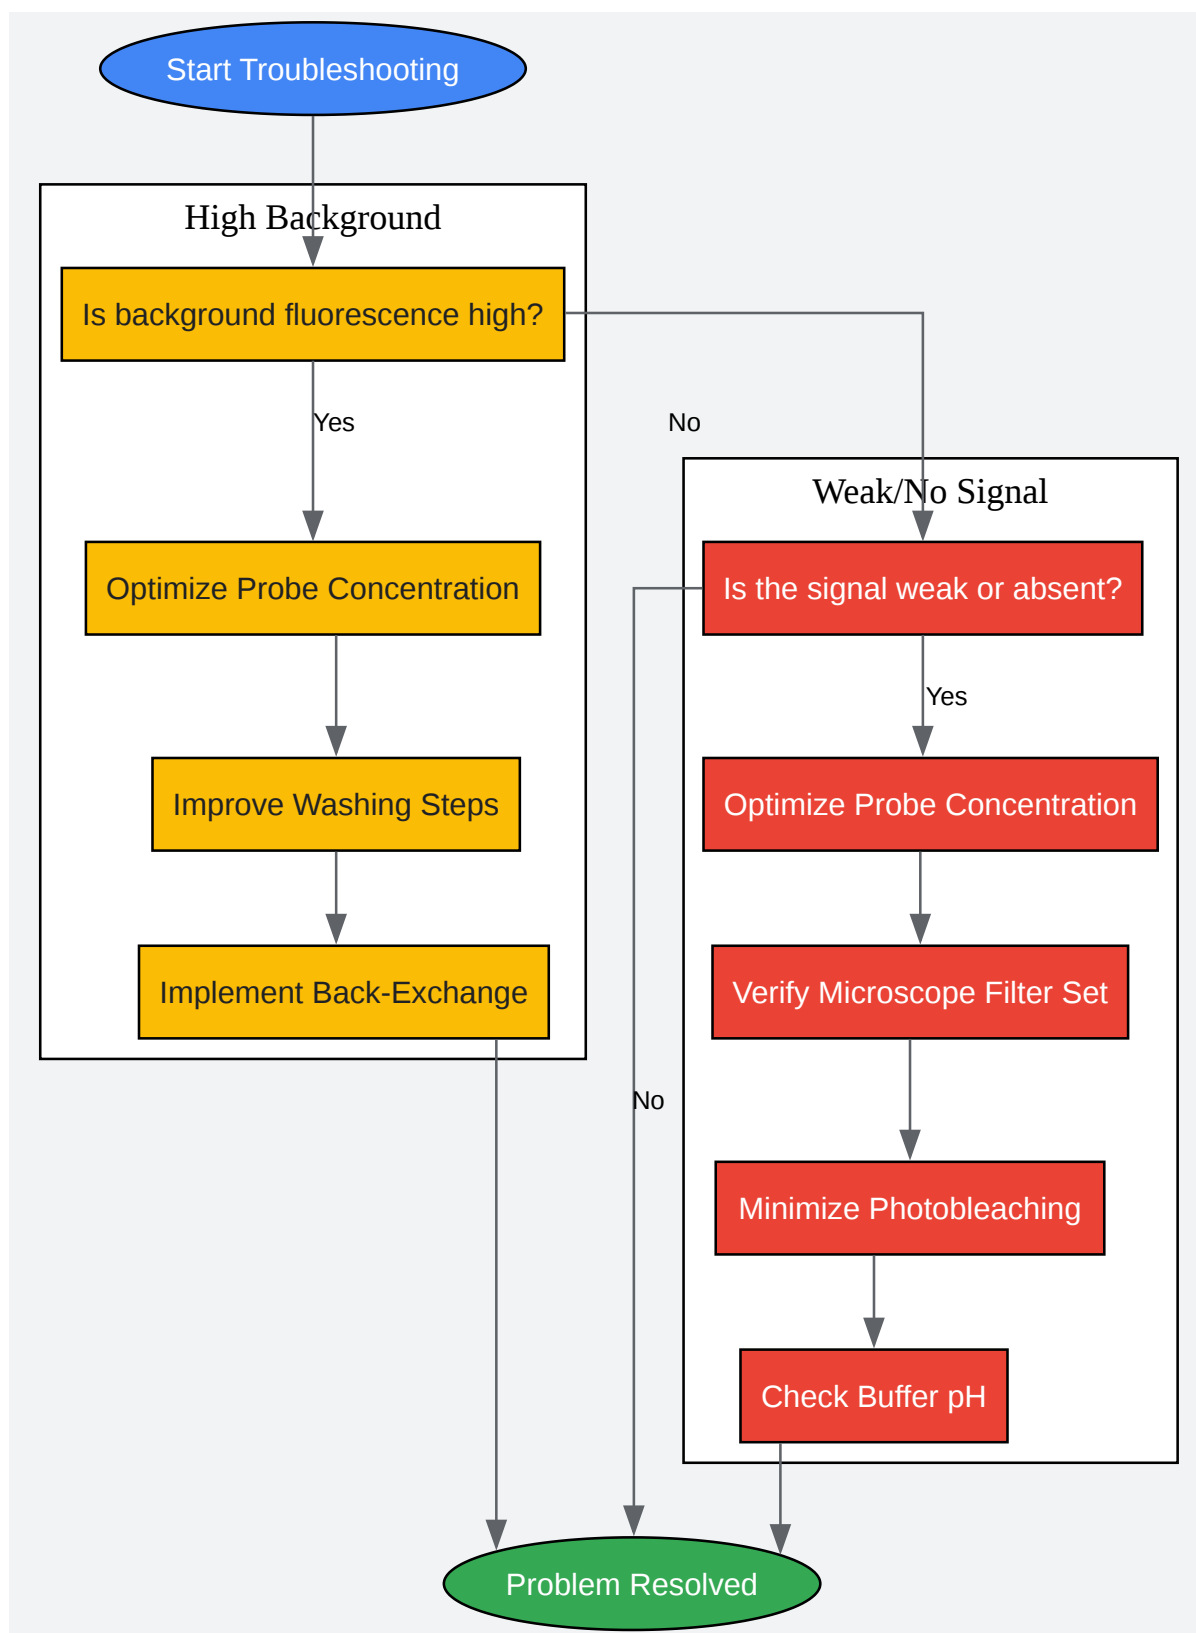 Start Troubleshooting
High Background
Is background fluorescence high?
Yes
No
Optimize Probe Concentration
Improve Washing Steps
Implement Back-Exchange
Weak/No Signal
Is the signal weak or absent?
Yes
No
Optimize Probe Concentration
Verify Microscope Filter Set
Minimize Photobleaching
Check Buffer pH
Problem Resolved